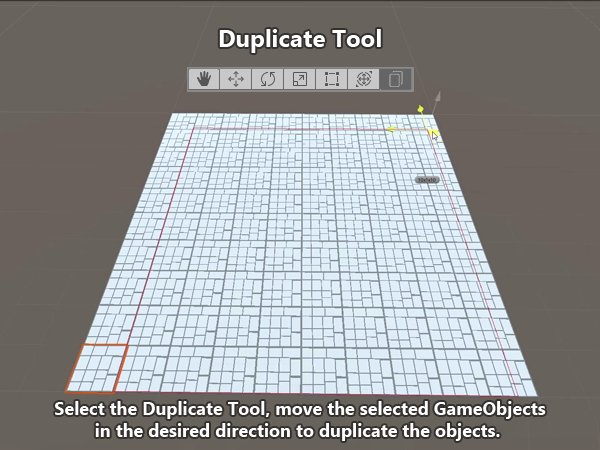 Duplicate Tool
Select the Duplicate Tool, move the selected GameObjects
in the desired direction to duplicate the objects.